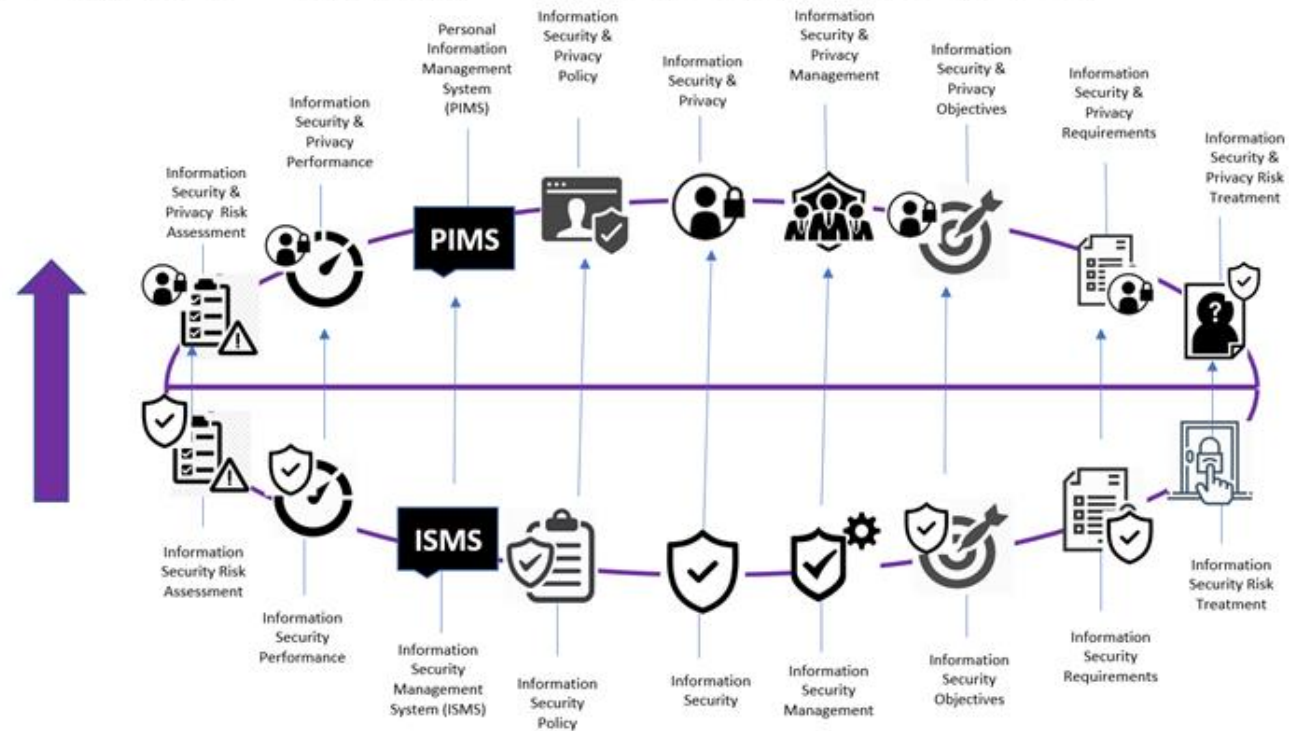 Information
Security &
Privacy Risk
Assessment
Information
Security &
Privacy
Performance
Personal
Information
Management
System
(PIMS)
Information
Security &
Privacy
Policy
Information
Security &
Privacy
Information
Security &
Privacy
Management
Information
Security &
Privacy
Objectives
Information
Security &
Privacy
Requirements
Information
Security &
Privacy Risk
Treatment
PIMS
?
ISMS
Information
Security Risk
Assessment
Information
Security
Performance
Information
Security
Management
System (ISMS)
Information
Security
Policy
Information
Security
Information
Security
Management
Information
Security
Objectives
Information
Security
Requirements
Information
Security Risk
Treatment